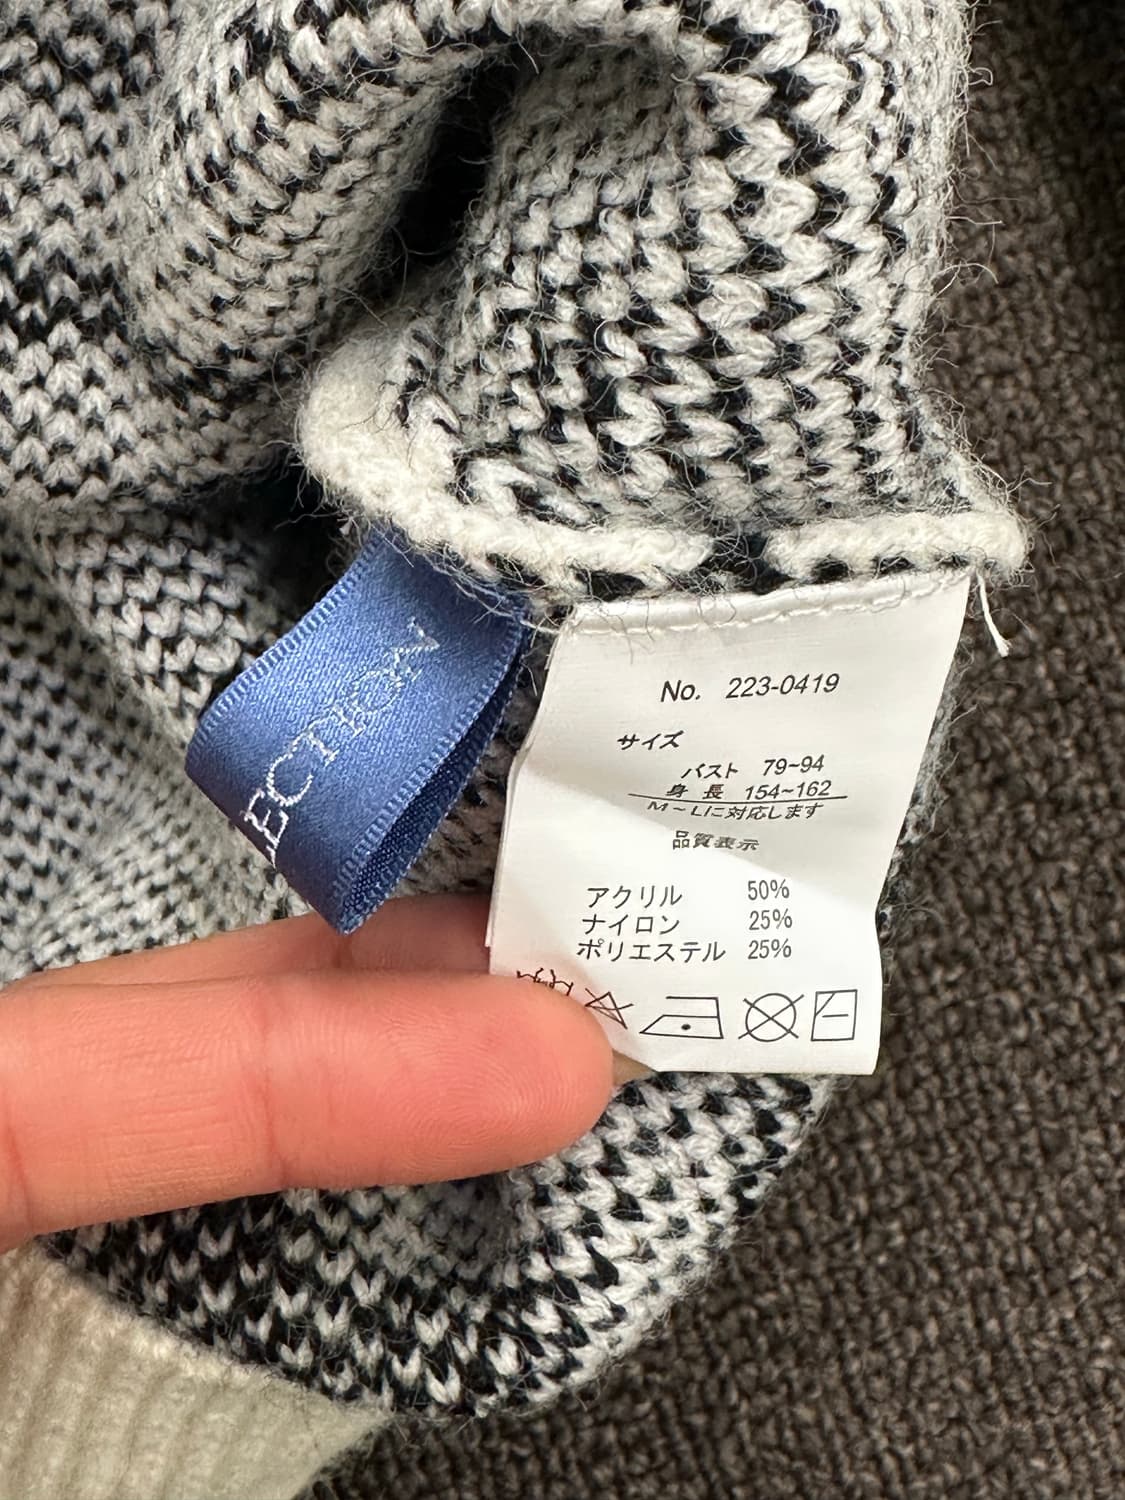 LECTION
No. 223-0419
サイズ
バスト 79~94
身 長 154~162
M~Lに対応します
品質表示
アクリル 50%
ナイロン 25%
ポリエステル 25%